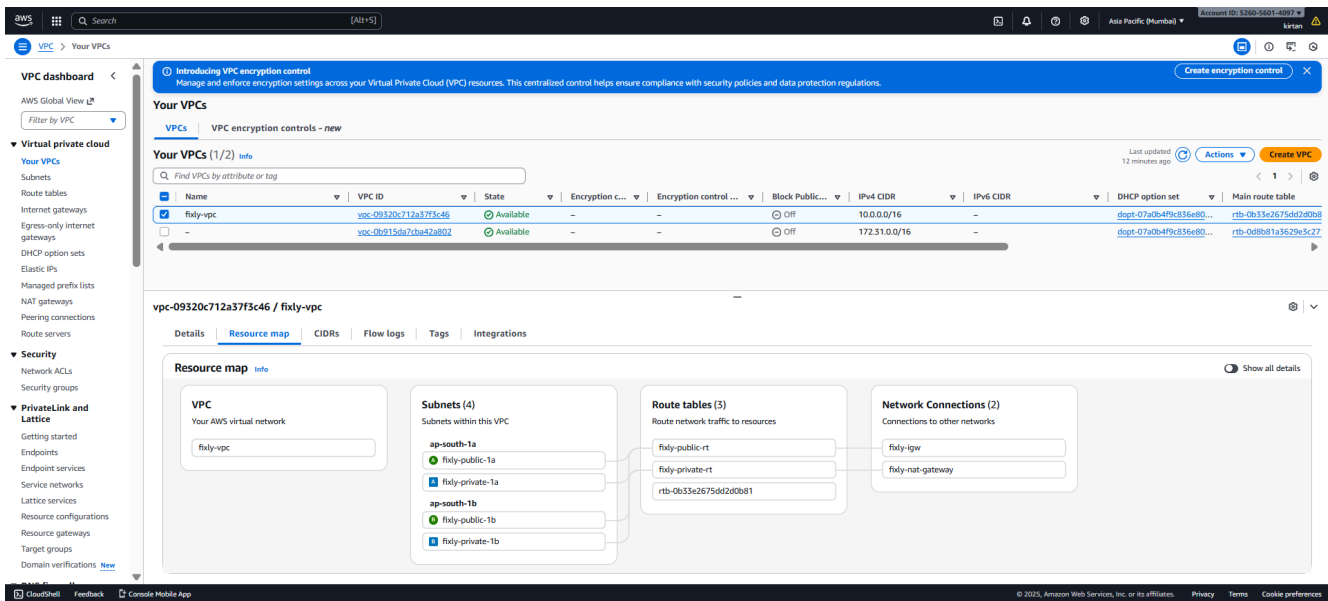 aws
Search
[Alt+S]
Asia Pacific (Mumbai)
Account ID: 5260-5601-4097
kirtan
VPC > Your VPCs
VPC dashboard
AWS Global View
Filter by VPC
Virtual private cloud
Your VPCs
Subnets
Route tables
Internet gateways
Egress-only internet
gateways
DHCP option sets
Elastic IPs
Managed prefix lists
NAT gateways
Peering connections
Route servers
Security
Network ACLs
Security groups
PrivateLink and
Lattice
Getting started
Endpoints
Endpoint services
Service networks
Lattice services
Resource configurations
Resource gateways
Target groups
Domain verifications New
Introducing VPC encryption control
Manage and enforce encryption settings across your Virtual Private Cloud (VPC) resources. This centralized control helps ensure compliance with security policies and data protection regulations.
Create encryption control
Your VPCs
VPCs VPC encryption controls - new
Your VPCs (1/2) Info
Last updated
12 minutes ago
Actions
Create VPC
Find VPCs by attribute or tag
1
Name VPC ID State Encryption c... Encryption control ... Block Public... IPv4 CIDR IPv6 CIDR DHCP option set Main route table
fixly-vpc vpc-09320c712a37f3c46 Available – – Off 10.0.0.0/16 – dopt-07a0b4f9c836e80... rtb-0b33e2675dd2d0b8
– vpc-0b915da7cba42a802 Available – – Off 172.31.0.0/16 – dopt-07a0b4f9c836e80... rtb-0d8b81a3629e3c27
vpc-09320c712a37f3c46 / fixly-vpc
Details Resource map CIDRs Flow logs Tags Integrations
Resource map Info
Show all details
VPC
Your AWS virtual network
fixly-vpc
Subnets (4)
Subnets within this VPC
ap-south-1a
A fixly-public-1a
A fixly-private-1a
ap-south-1b
B fixly-public-1b
B fixly-private-1b
Route tables (3)
Route network traffic to resources
fixly-public-rt
fixly-private-rt
rtb-0b33e2675dd2d0b81
Network Connections (2)
Connections to other networks
fixly-igw
fixly-nat-gateway
CloudShell Feedback Console Mobile App
© 2025, Amazon Web Services, Inc. or its affiliates. Privacy Terms Cookie preferences